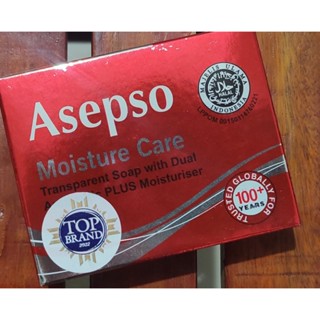 Asepso
Moisture Care
Transparent Soap with Dual
PLUS Moisturiser
MAJELIS ULAMA
INDONESIA
HALAL
TRUSTED GLOBALLY FOR
100+
YEARS
TOP
BRAND